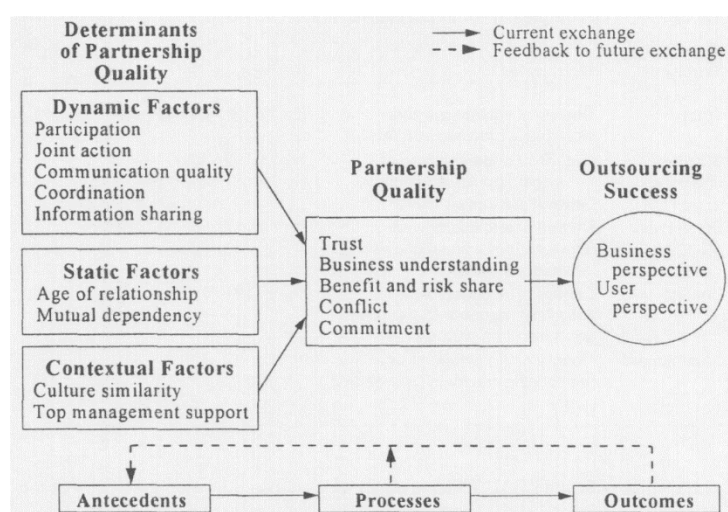 Determinants
of Partnership
Quality
Current exchange
Feedback to future exchange
Dynamic Factors
Participation
Joint action
Communication quality
Coordination
Information sharing
Static Factors
Age of relationship
Mutual dependency
Contextual Factors
Culture similarity
Top management support
Partnership
Quality
Trust
Business understanding
Benefit and risk share
Conflict
Commitment
Outsourcing
Success
Business
perspective
User
perspective
Antecedents
Processes
Outcomes